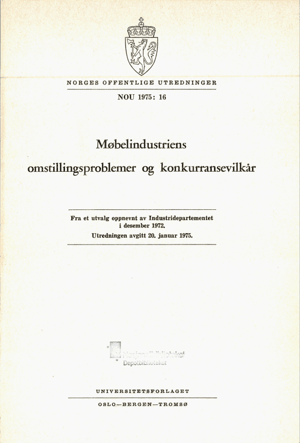 NORGES OFFENTLIGE UTREDNINGER
NOU 1975: 16
Møbelindustriens
omstillingsproblemer og konkurransevilkår
Fra et utvalg oppnevnt av Industridepartementet
i desember 1972.
Utredningen avgitt 20. januar 1975.
UNIVERSITETSFORLAGET
OSLO—BERGEN—TROMSØ